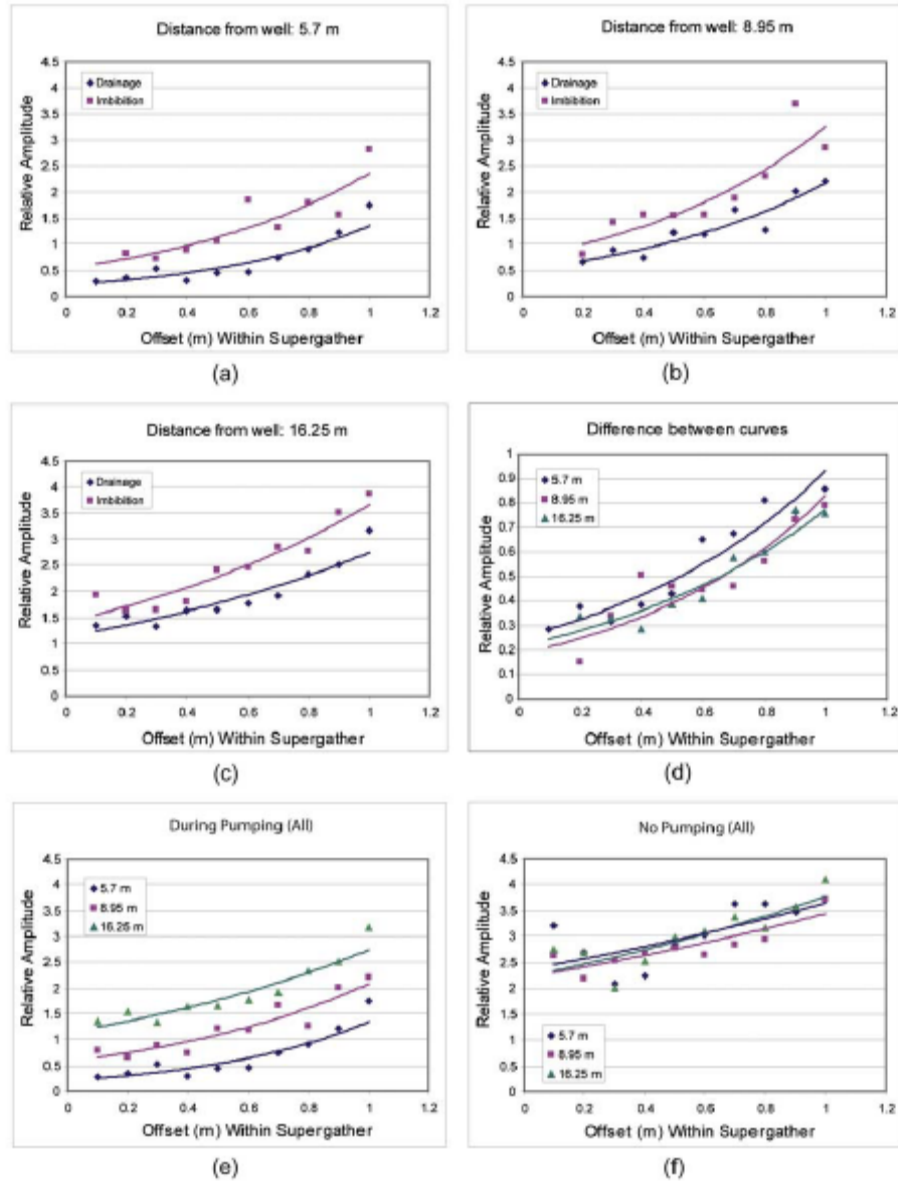 Distance from well: 5.7 m
4.5
4
3.5
3
2.5
2
1.5
1
0.5
0
Drainage
Imbibition
Relative Amplitude
0 0.2 0.4 0.6 0.8 1 1.2
Offset (m) Within Supergather
(a)
Distance from well: 8.95 m
4.5
4
3.5
3
2.5
2
1.5
1
0.5
0
Drainage
Imbibition
Relative Amplitude
0 0.2 0.4 0.6 0.8 1 1.2
Offset (m) Within Supergather
(b)
Distance from well: 16.25 m
4.5
4
3.5
3
2.5
2
1.5
1
0.5
0
Drainage
Imbibition
Relative Amplitude
0 0.2 0.4 0.6 0.8 1 1.2
Offset (m) Within Supergather
(c)
Difference between curves
1
0.9
0.8
0.7
0.6
0.5
0.4
0.3
0.2
0.1
0
5.7 m
8.95 m
16.25 m
Relative Amplitude
0 0.2 0.4 0.6 0.8 1 1.2
Offset (m) Within Supergather
(d)
During Pumping (All)
4.5
4
3.5
3
2.5
2
1.5
1
0.5
0
5.7 m
8.95 m
16.25 m
Relative Amplitude
0 0.2 0.4 0.6 0.8 1 1.2
Offset (m) Within Supergather
(e)
No Pumping (All)
4.5
4
3.5
3
2.5
2
1.5
1
0.5
0
5.7 m
8.95 m
16.25 m
Relative Amplitude
0 0.2 0.4 0.6 0.8 1 1.2
Offset (m) Within Supergather
(f)